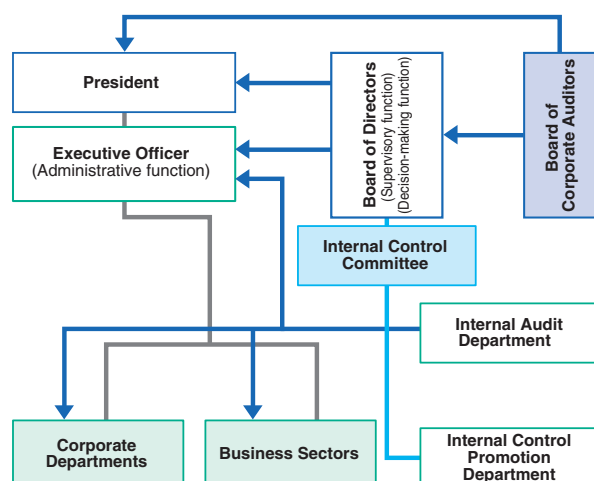 President
Executive Officer
(Administrative function)
Board of Directors
(Supervisory function)
(Decision-making function)
Board of
Corporate Auditors
Internal Control
Committee
Internal Audit
Department
Corporate
Departments
Business Sectors
Internal Control
Promotion
Department